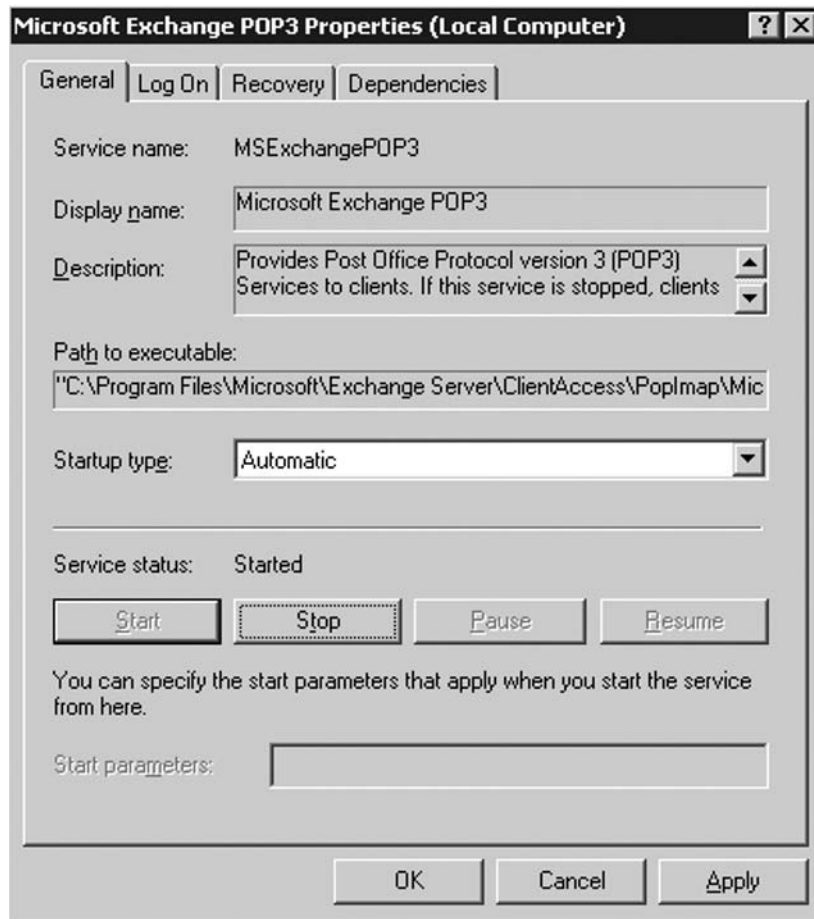 Microsoft Exchange POP3 Properties (Local Computer)
General Log On Recovery Dependencies
Service name: MSExchangePOP3
Display name: Microsoft Exchange POP3
Description: Provides Post Office Protocol version 3 (POP3)
Services to clients. If this service is stopped, clients
Path to executable:
"C:\Program Files\Microsoft\Exchange Server\ClientAccess\PopImap\Mic
Startup type: Automatic
Service status: Started
Start Stop Pause Resume
You can specify the start parameters that apply when you start the service
from here.
Start parameters:
OK Cancel Apply